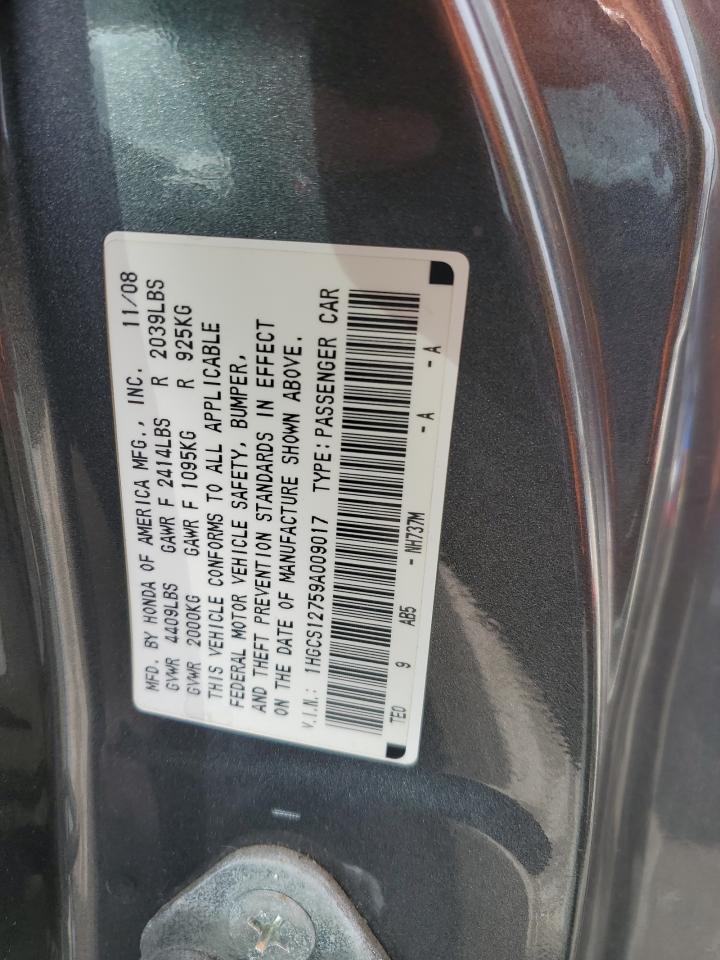 MFD. BY HONDA OF AMERICA MFG., INC. 11/08
GVWR 4409LBS GAWR F 2414LBS R 2039LBS
GVWR 2000KG GAWR F 1095KG R 925KG
THIS VEHICLE CONFORMS TO ALL APPLICABLE
FEDERAL MOTOR VEHICLE SAFETY, BUMPER,
AND THEFT PREVENTION STANDARDS IN EFFECT
ON THE DATE OF MANUFACTURE SHOWN ABOVE.
V.I.N.: 1HGCS12759A009017 TYPE: PASSENGER CAR
TE0 9 AB5 - NH737M - A - A